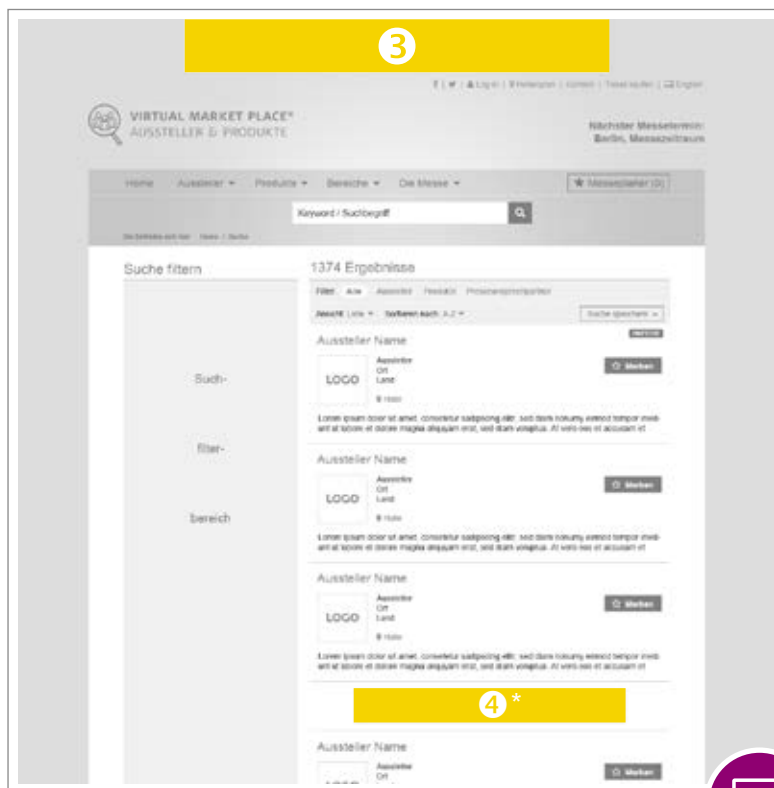 3
Log-in | Hallenplan | Kontakt | Ticket kaufen | English
VIRTUAL MARKET PLACE®
AUSSTELLER & PRODUKTE
Nächster Messetermin:
Berlin, Messezeitraum
Home Aussteller Produkte Bereiche Die Messe Messeplaner (0)
Keyword / Suchbegriff
Sie befinden sich hier: Home / Suche
Suche filtern
1374 Ergebnisse
Filter: Alle Aussteller Produkte
Ansicht: Liste Sortieren nach: A-Z Suche speichern
Such-
filter-
bereich
ANZEIGE
Aussteller Name
LOGO
Aussteller
Ort
Land
Halle
Merken
Lorem ipsum dolor sit amet, consetetur sadipscing elitr, sed diam nonumy eirmod tempor invid-
unt ut labore et dolore magna aliquyam erat, sed diam voluptua. At vero eos et accusam et
Aussteller Name
LOGO
Aussteller
Ort
Land
Halle
Merken
Lorem ipsum dolor sit amet, consetetur sadipscing elitr, sed diam nonumy eirmod tempor invid-
unt ut labore et dolore magna aliquyam erat, sed diam voluptua. At vero eos et accusam et
Aussteller Name
LOGO
Aussteller
Ort
Land
Halle
Merken
Lorem ipsum dolor sit amet, consetetur sadipscing elitr, sed diam nonumy eirmod tempor invid-
unt ut labore et dolore magna aliquyam erat, sed diam voluptua. At vero eos et accusam et
4*
Aussteller Name
LOGO
Aussteller
Ort
Merken